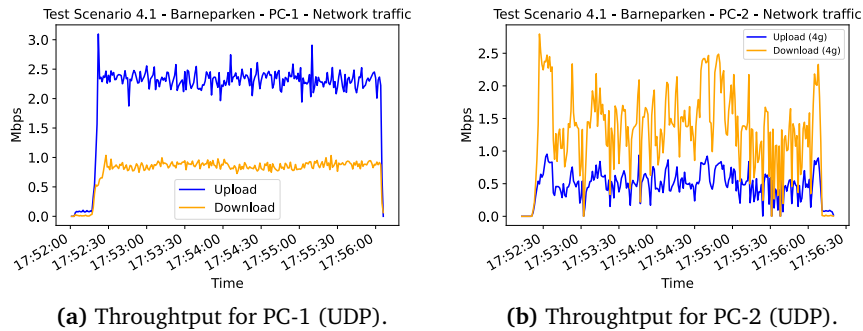 Test Scenario 4.1 - Barneparken - PC-1 - Network traffic
3.0
2.5
2.0
1.5
1.0
0.5
0.0
Mbps
Upload
Download
17:52:00
17:52:30
17:53:00
17:53:30
17:54:00
17:54:30
17:55:00
17:55:30
17:56:00
Time
(a) Throughtput for PC-1 (UDP).
Test Scenario 4.1 - Barneparken - PC-2 - Network traffic
2.5
2.0
1.5
1.0
0.5
0.0
Mbps
Upload (4g)
Download (4g)
17:52:30
17:53:00
17:53:30
17:54:00
17:54:30
17:55:00
17:55:30
17:56:00
17:56:30
Time
(b) Throughtput for PC-2 (UDP).